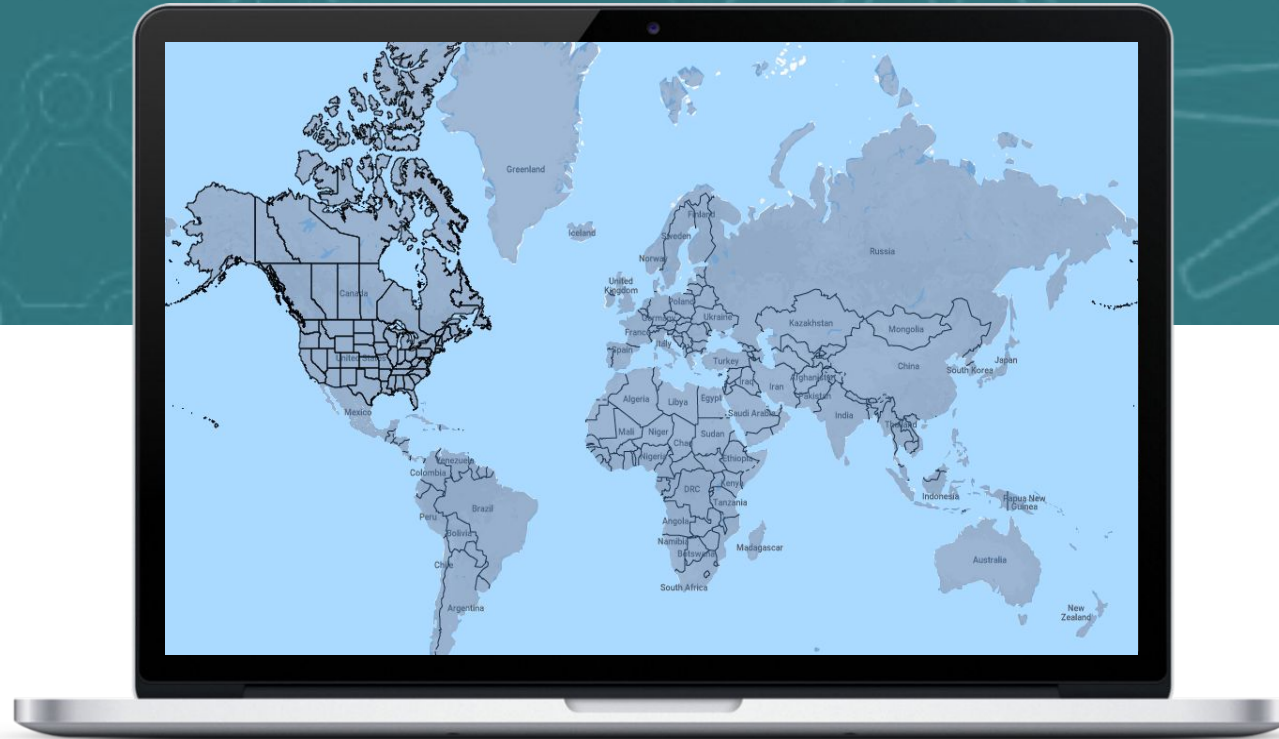 Greenland
Iceland
Finland
Sweden
Norway
Russia
United
Kingdom
Canada
Poland
Germany
Ukraine
France
Kazakhstan
Mongolia
Italy
Spain
United States
Turkey
China
Japan
South Korea
Iraq
Iran
Afghanistan
Pakistan
Algeria
Libya
Egypt
Saudi Arabia
India
Mexico
Thailand
Mali
Niger
Chad
Sudan
Nigeria
Ethiopia
Venezuela
Colombia
DRC
Kenya
Indonesia
Papua New
Guinea
Tanzania
Brazil
Peru
Angola
Bolivia
Namibia
Botswana
Madagascar
Australia
Chile
South Africa
Argentina
New
Zealand